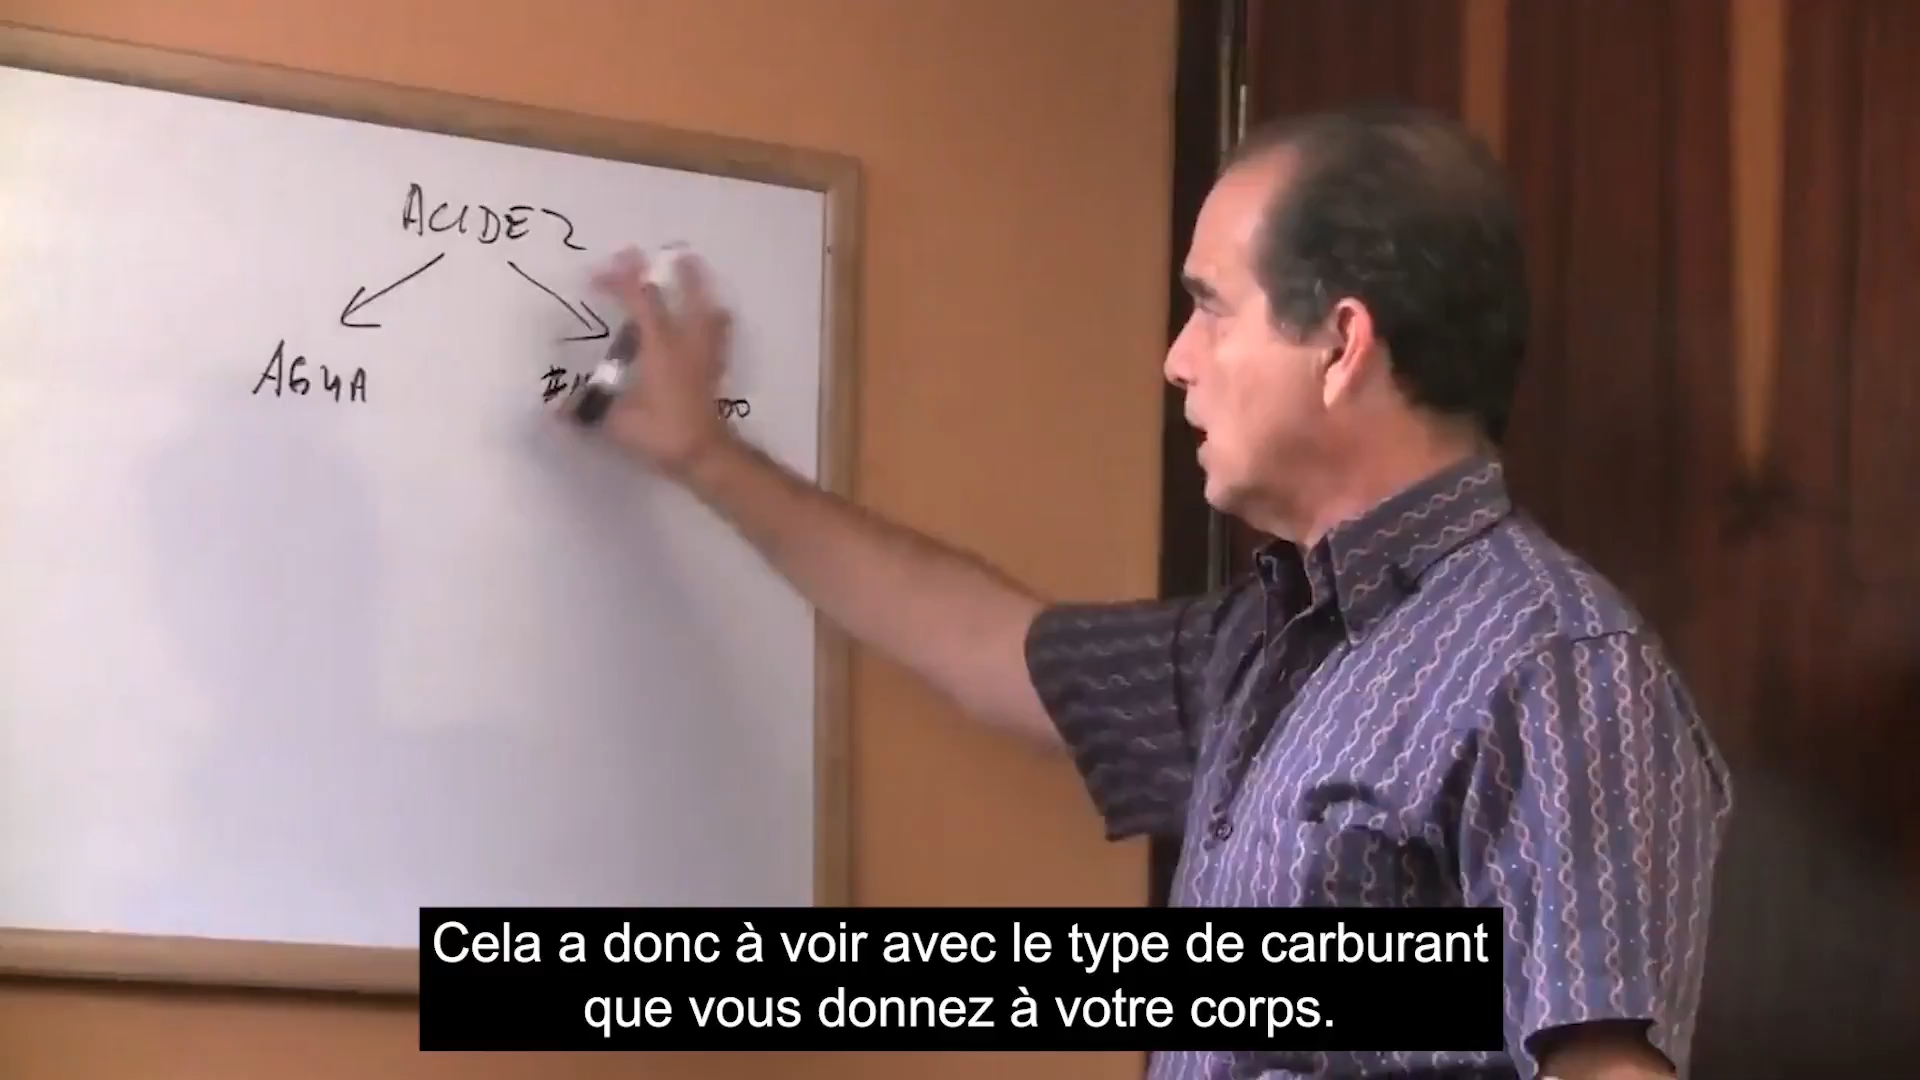 ACIDEZ
AGUA
Cela a donc à voir avec le type de carburant
que vous donnez à votre corps.